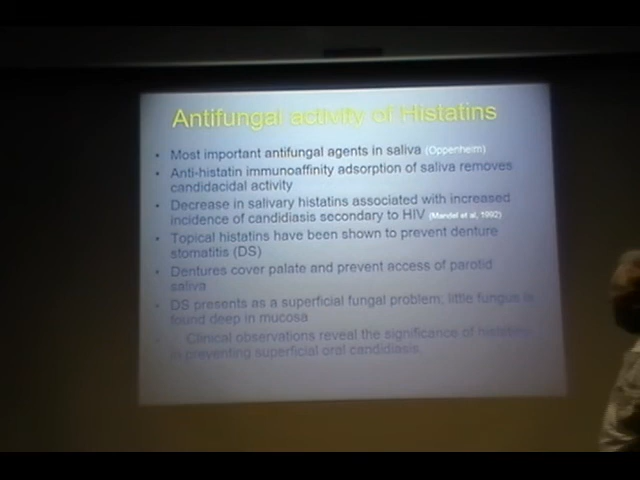 Antifungal activity of Histatins
• Most important antifungal agents in saliva (Oppenheim)
• Anti-histatin immunoaffinity adsorption of saliva removes
candidacidal activity
• Decrease in salivary histatins associated with increased
incidence of candidiasis secondary to HIV (Mandel et al, 1992)
• Topical histatins have been shown to prevent denture
stomatitis (DS)
• Dentures cover palate and prevent access of parotid
saliva
• DS presents as a superficial fungal problem; little fungus is
found deep in mucosa
• Clinical observations reveal the significance of histatins
in preventing superficial oral candidiasis.